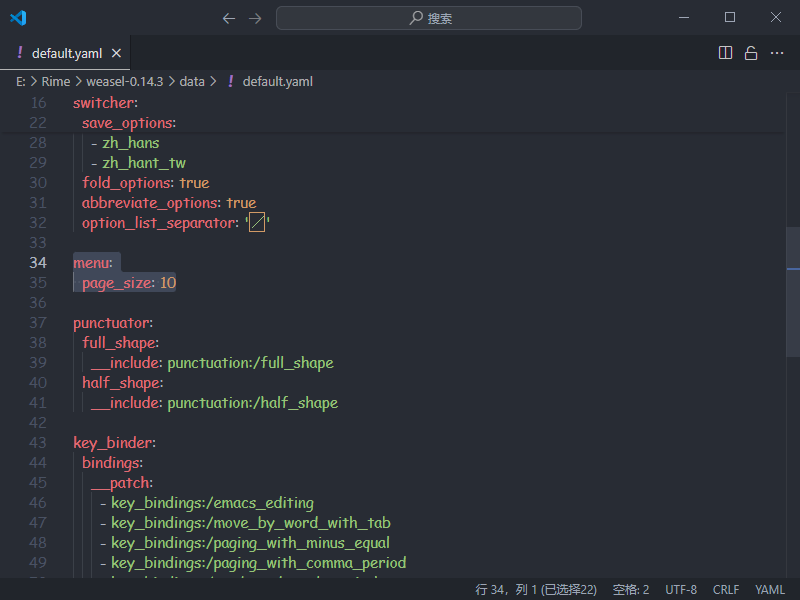 搜索
! default.yaml
E: > Rime > weasel-0.14.3 > data > ! default.yaml
16 switcher:
22 save_options:
28 - zh_hans
29 - zh_hant_tw
30 fold_options: true
31 abbreviate_options: true
32 option_list_separator: '／'
33
34 menu:
35 page_size: 10
36
37 punctuator:
38 full_shape:
39 __include: punctuation:/full_shape
40 half_shape:
41 __include: punctuation:/half_shape
42
43 key_binder:
44 bindings:
45 __patch:
46 - key_bindings:/emacs_editing
47 - key_bindings:/move_by_word_with_tab
48 - key_bindings:/paging_with_minus_equal
49 - key_bindings:/paging_with_comma_period
行 34，列 1 (已选择22) 空格: 2 UTF-8 CRLF YAML